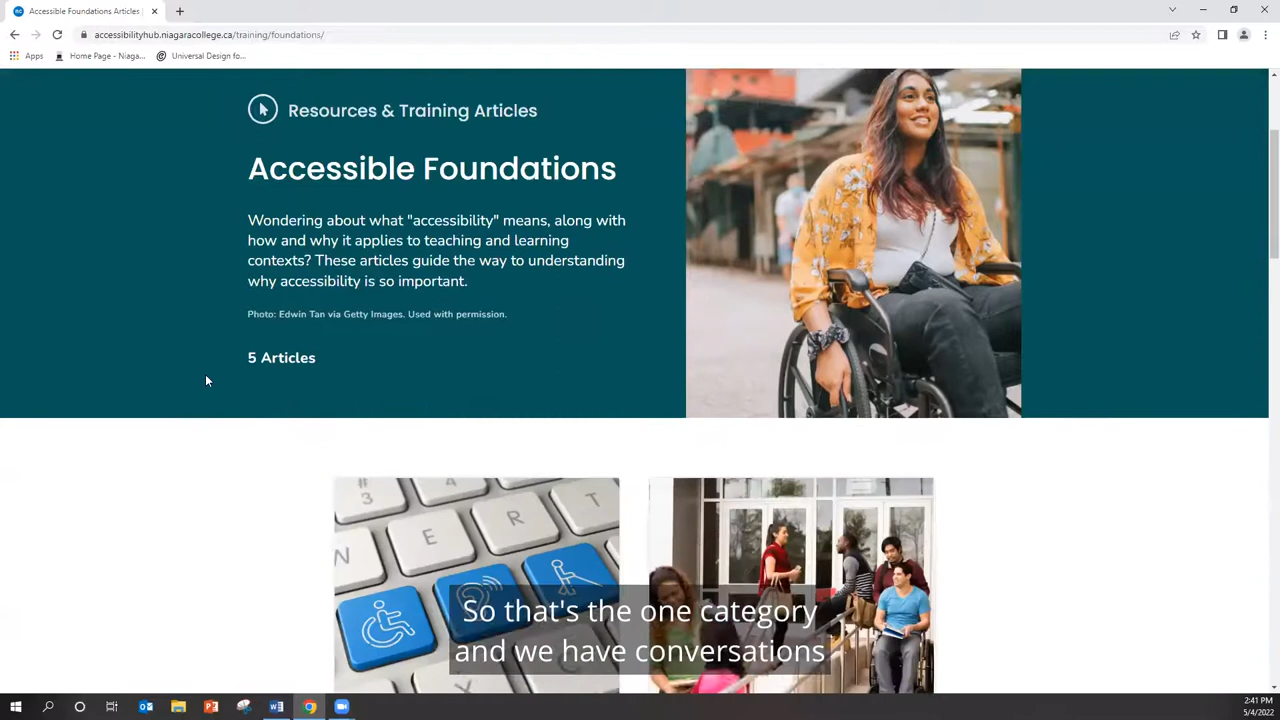 Accessible Foundations Articles
accessibilityhub.niagaracollege.ca/training/foundations/
Apps
Home Page - Niaga...
Universal Design fo...
Resources & Training Articles
Accessible Foundations
Wondering about what "accessibility" means, along with
how and why it applies to teaching and learning
contexts? These articles guide the way to understanding
why accessibility is so important.
Photo: Edwin Tan via Getty Images. Used with permission.
5 Articles
#
3
4
E
R
T
N
E
So that's the one category
and we have conversations
2:41 PM
5/4/2022